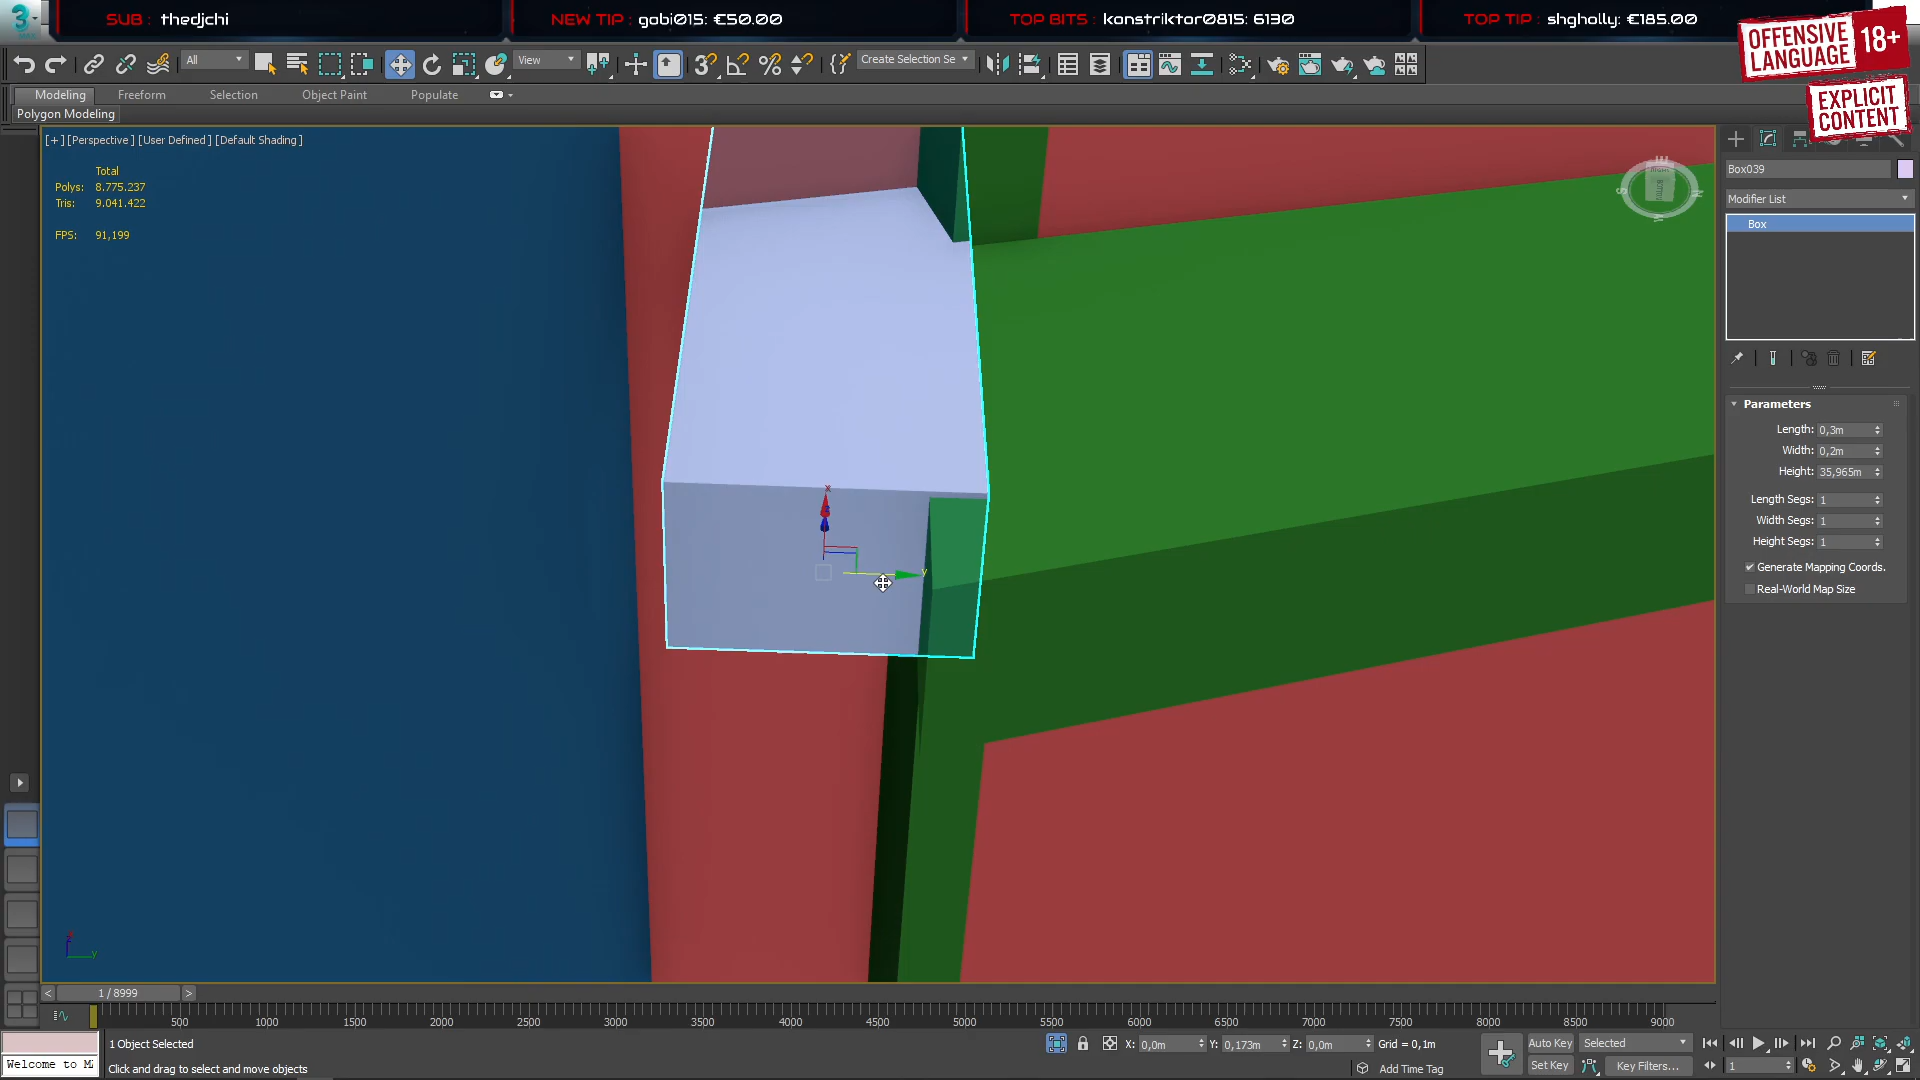 SUB : thedjchi
NEW TIP : gabi015: €50.00
TOP BITS : konstriktor0815: 6130
TOP TIP : shgholly: €185.00
OFFENSIVE LANGUAGE 18+
EXPLICIT CONTENT
3
MAX
All
View
Create Selection Se
Modeling
Freeform
Selection
Object Paint
Populate
Polygon Modeling
[+] [Perspective ] [User Defined ] [Default Shading ]
Total
Polys: 8.775.237
Tris: 9.041.422
FPS: 91,199
Box039
Modifier List
Box
Parameters
Length: 0,3m
Width: 0,2m
Height: 35,965m
Length Segs: 1
Width Segs: 1
Height Segs: 1
Generate Mapping Coords.
Real-World Map Size
x
z
y
y
< 1 / 8999 >
500 1000 1500 2000 2500 3000 3500 4000 4500 5000 5500 6000 6500 7000 7500 8000 8500 9000
1 Object Selected
X: 0,0m Y: 0,173m Z: 0,0m Grid = 0,1m
Auto Key
Selected
Welcome to M
Click and drag to select and move objects
Add Time Tag
Set Key
Key Filters...
1